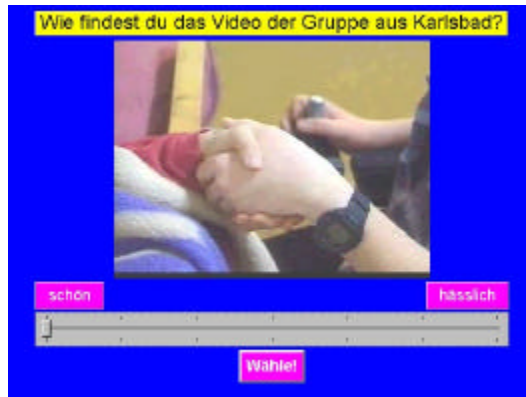 Wie findest du das Video der Gruppe aus Karlsbad?
schön
hässlich
Wähle!